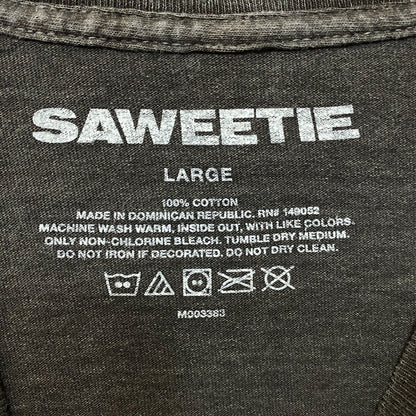 SAWEETIE
LARGE
100% COTTON
MADE IN DOMINICAN REPUBLIC. RN# 149052
MACHINE WASH WARM, INSIDE OUT, WITH LIKE COLORS
ONLY NON-CHLORINE BLEACH. TUMBLE DRY MEDIUM.
DO NOT IRON IF DECORATED. DO NOT DRY CLEAN.
M003383